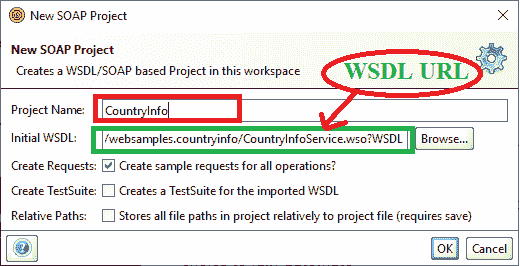 New SOAP Project
New SOAP Project
Creates a WSDL/SOAP based Project in this workspace
WSDL URL
Project Name: CountryInfo
Initial WSDL: /websamples.countryinfo/CountryInfoService.wso?WSDL Browse...
Create Requests: Create sample requests for all operations?
Create TestSuite: Creates a TestSuite for the imported WSDL
Relative Paths: Stores all file paths in project relatively to project file (requires save)
OK Cancel